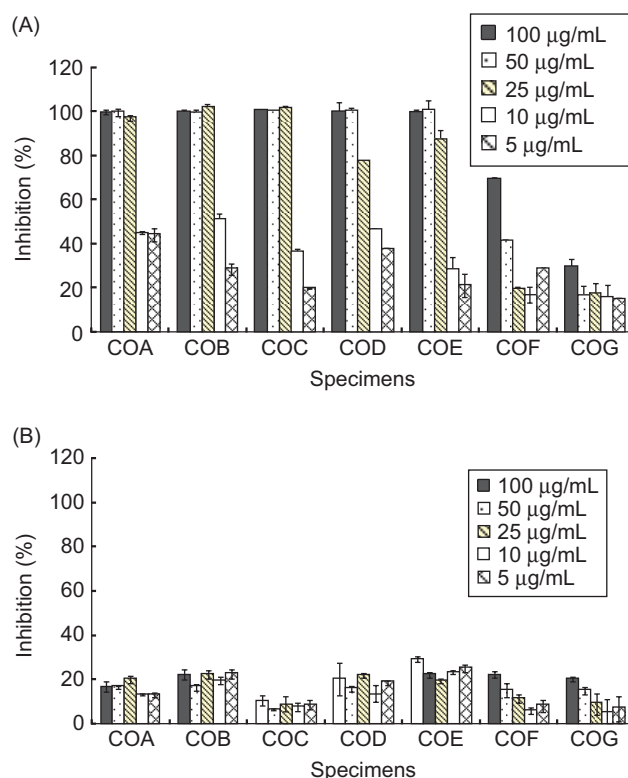 (A)
100 µg/mL
50 µg/mL
25 µg/mL
10 µg/mL
5 µg/mL
120
100
80
60
40
20
0
Inhibition (%)
COA COB COC COD COE COF COG
Specimens
(B)
100 µg/mL
50 µg/mL
25 µg/mL
10 µg/mL
5 µg/mL
120
100
80
60
40
20
0
Inhibition (%)
COA COB COC COD COE COF COG
Specimens